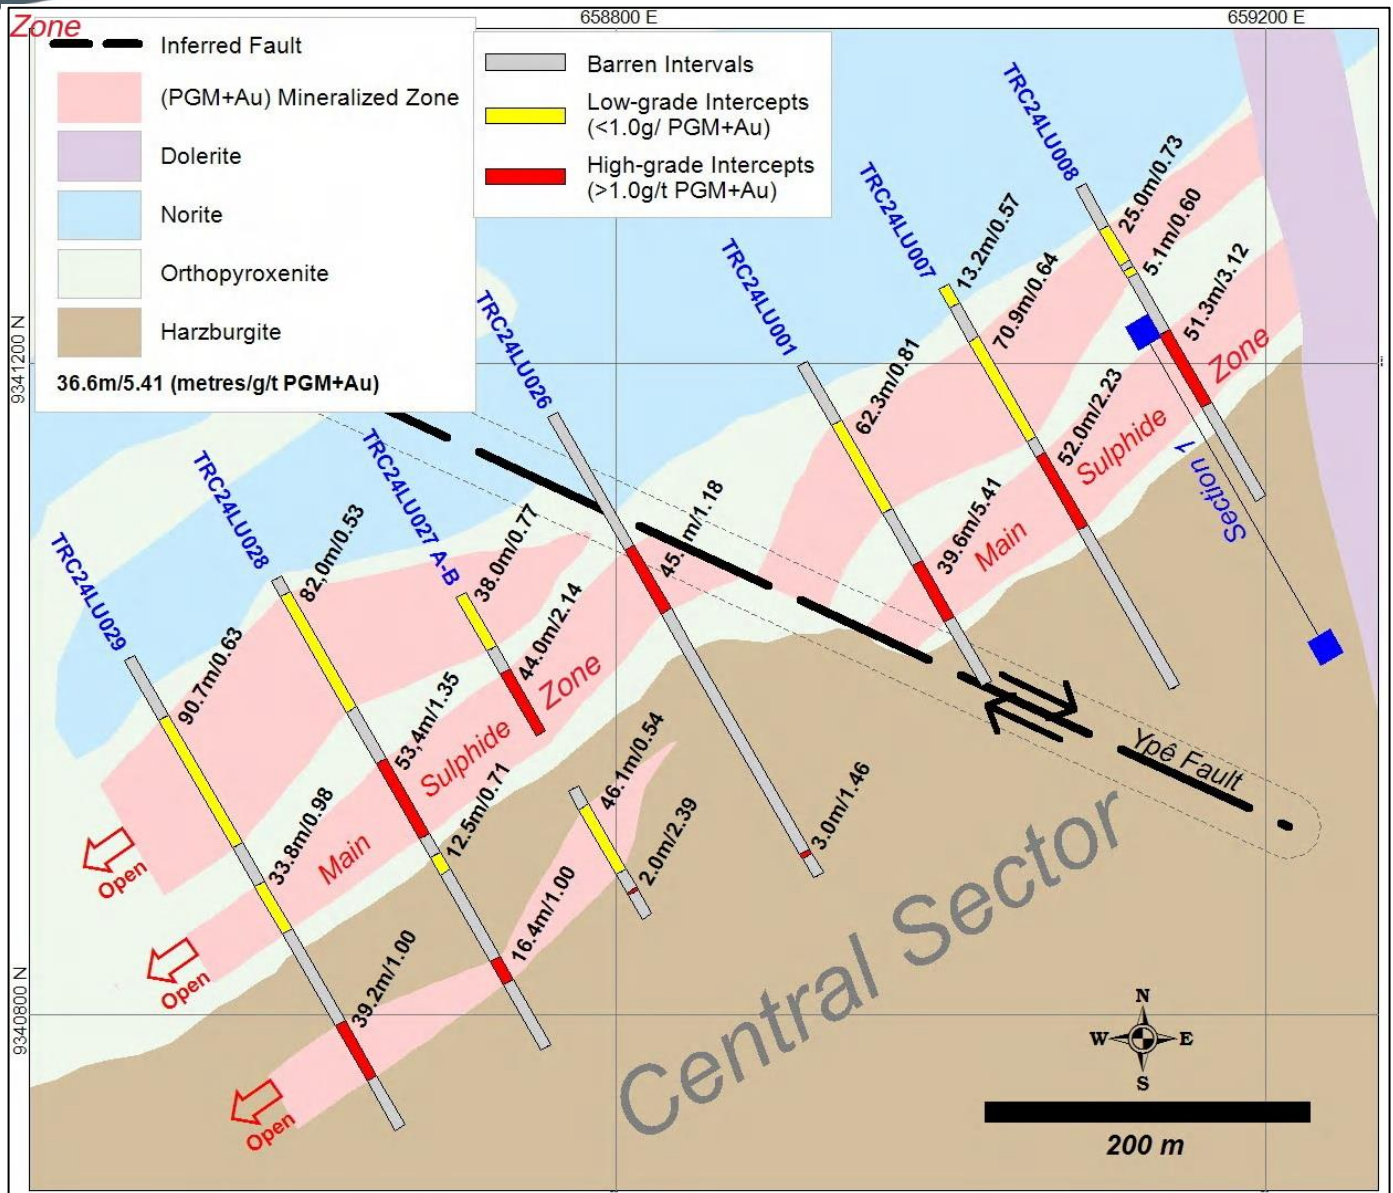 Zone
658800 E
659200 E
Inferred Fault
(PGM+Au) Mineralized Zone
Dolerite
Norite
Orthopyroxenite
Harzburgite
36.6m/5.41 (metres/g/t PGM+Au)
Barren Intervals
Low-grade Intercepts
(<1.0g/ PGM+Au)
High-grade Intercepts
(>1.0g/t PGM+Au)
9341200 N
9340800 N
TRC24LU008
25.0m/0.73
5.1m/0.60
51.3m/3.12
TRC24LU007
13.2m/0.57
70.9m/0.64
52.0m/2.23
TRC24LU001
62.3m/0.81
39.6m/5.41
Main
Sulphide
Zone
Section 1
TRC24LU026
/1.18
3.0m/1.46
TRC24LU027 A-B
38.0m/0.77
44.0m/2.14
46.1m/0.54
2.0m/2.39
TRC24LU028
82,0m/0.53
53,4m/1.35
12.5m/0.71
16.4m/1.00
TRC24LU029
90.7m/0.63
33.8m/0.98
39.2m/1.00
Main
Sulphide
Zone
Open
Open
Open
Ypê Fault
Central Sector
N
W
E
S
200 m